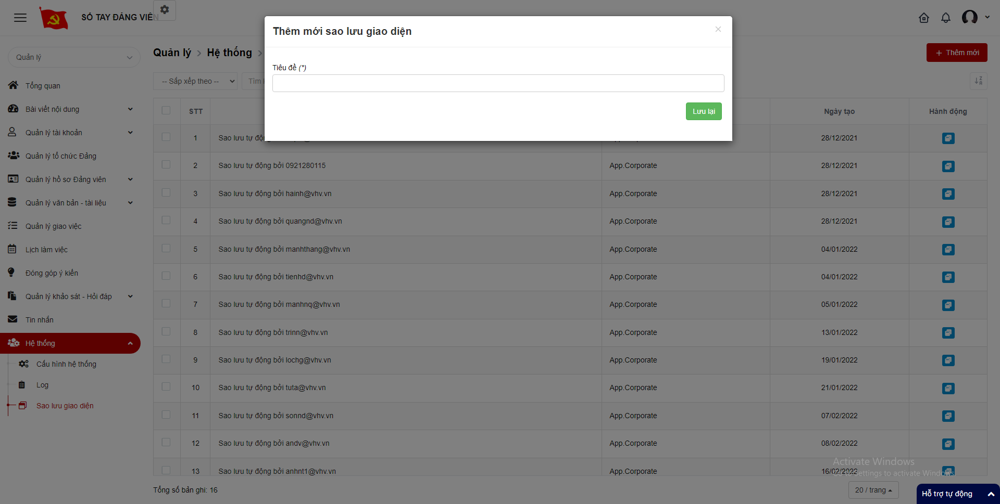 SỔ TAY ĐẢNG VIÊN
Thêm mới sao lưu giao diện
×
Quản lý
Quản lý > Hệ thống >
+ Thêm mới
Tiêu đề (*)
-- Sắp xếp theo --
Tìm
Lưu lại
Tổng quan
Bài viết nội dung
Quản lý tài khoản
Quản lý tổ chức Đảng
Quản lý hồ sơ Đảng viên
Quản lý văn bản - tài liệu
Quản lý giao việc
Lịch làm việc
Đóng góp ý kiến
Quản lý khảo sát - Hỏi đáp
Tin nhắn
Hệ thống
Cấu hình hệ thống
Log
Sao lưu giao diện
STT Ngày tạo Hành động
1 Sao lưu tự động 28/12/2021
2 Sao lưu tự động bởi 0921280115 App.Corporate 28/12/2021
3 Sao lưu tự động bởi hainh@vhv.vn App.Corporate 28/12/2021
4 Sao lưu tự động bởi quangnd@vhv.vn App.Corporate 28/12/2021
5 Sao lưu tự động bởi manhthang@vhv.vn App.Corporate 04/01/2022
6 Sao lưu tự động bởi tienhd@vhv.vn App.Corporate 04/01/2022
7 Sao lưu tự động bởi manhnq@vhv.vn App.Corporate 05/01/2022
8 Sao lưu tự động bởi trinn@vhv.vn App.Corporate 13/01/2022
9 Sao lưu tự động bởi lochg@vhv.vn App.Corporate 19/01/2022
10 Sao lưu tự động bởi tuta@vhv.vn App.Corporate 21/01/2022
11 Sao lưu tự động bởi sonnd@vhv.vn App.Corporate 07/02/2022
12 Sao lưu tự động bởi andv@vhv.vn App.Corporate 08/02/2022
13 Sao lưu tự động bởi anhnt1@vhv.vn App.Corporate 16/02/2022
Activate Windows
Go to Settings to activate Windows.
Tổng số bản ghi: 16
20 / trang
Hỗ trợ tự động